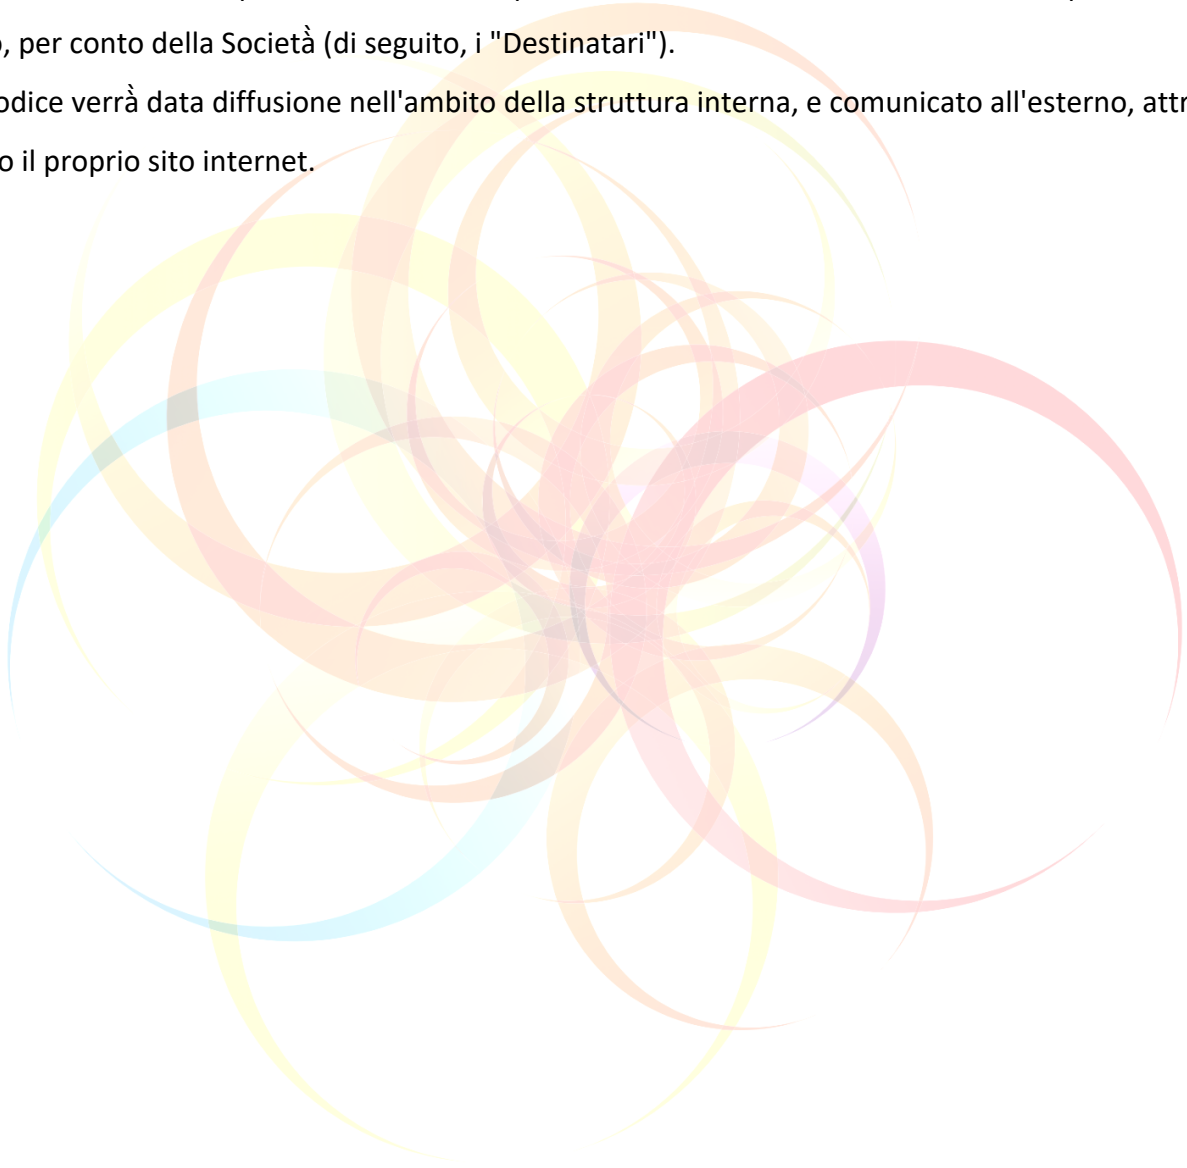 , per conto della Società (di seguito, i "Destinatari").
odice verrà data diffusione nell'ambito della struttura interna, e comunicato all'esterno, attr
o il proprio sito internet.